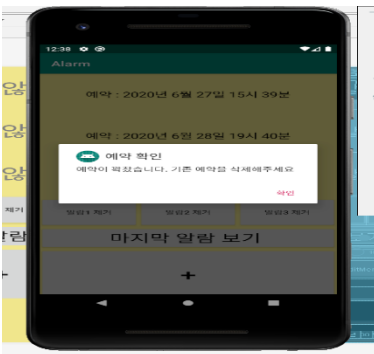 12:38
Alarm
예약 : 2020년 6월 27일 15시 39분
예약 : 2020년 6월 28일 19시 40분
예약 확인
예약이 꽉찼습니다. 기존 예약을 삭제해주세요
확인
알람1 제거 알람2 제거 알람3 제거
마지막 알람 보기
+